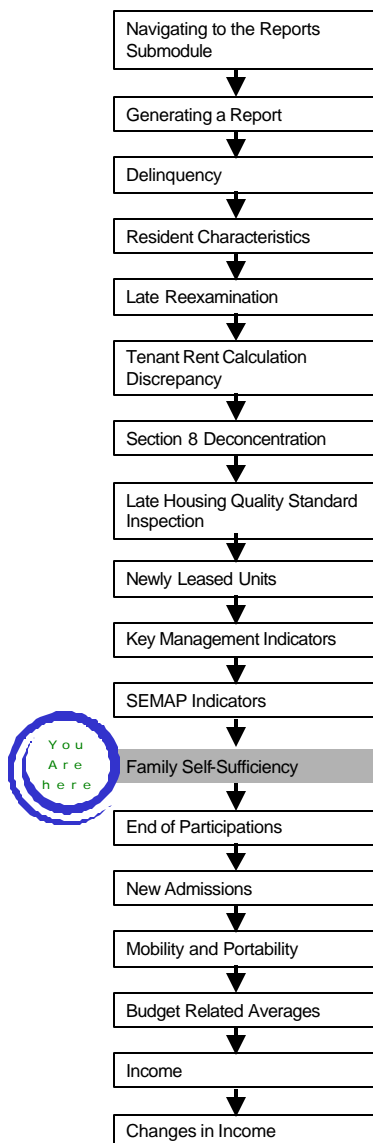 Navigating to the Reports
Submodule
Generating a Report
Delinquency
Resident Characteristics
Late Reexamination
Tenant Rent Calculation
Discrepancy
Section 8 Deconcentration
Late Housing Quality Standard
Inspection
Newly Leased Units
Key Management Indicators
SEMAP Indicators
You
Are
here
Family Self-Sufficiency
End of Participations
New Admissions
Mobility and Portability
Budget Related Averages
Income
Changes in Income